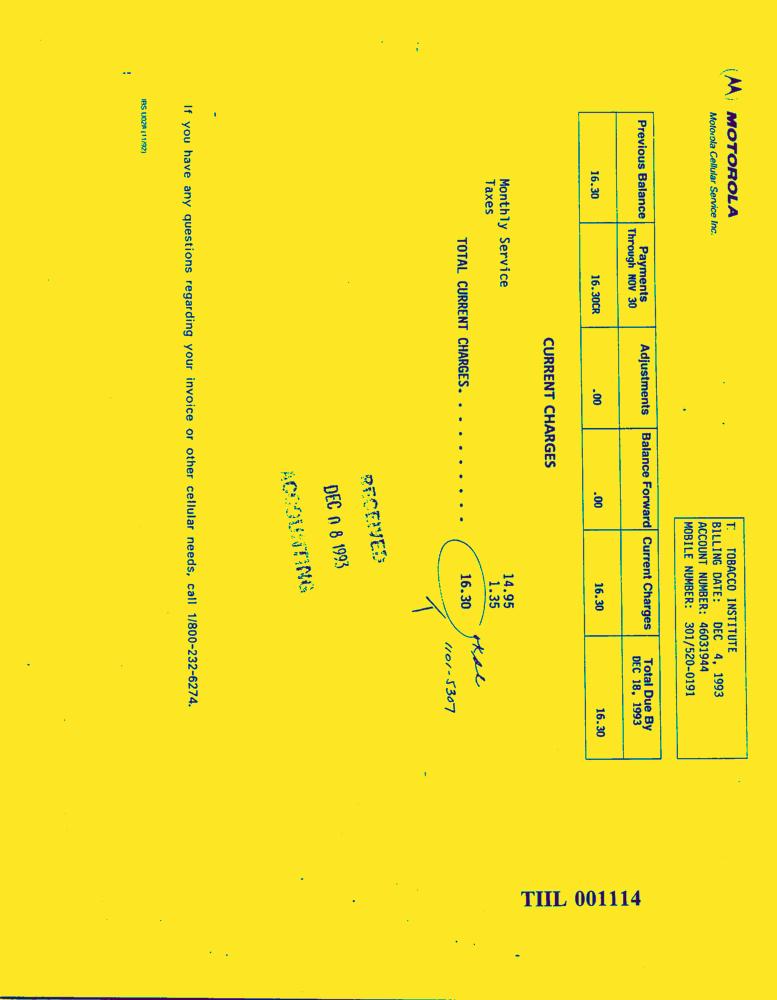 MOTOROLA
Motorola Cellular Service Inc.
T: TOBACCO INSTITUTE
BILLING DATE: DEC 4, 1993
ACCOUNT NUMBER: 46031944
MOBILE NUMBER: 301/520-0191
Previous Balance Payments Through NOV 30 Adjustments Balance Forward Current Charges Total Due By DEC 18, 1993
16.30 16.30CR .00 .00 16.30 16.30
CURRENT CHARGES
Monthly Service 14.95
Taxes 1.35
TOTAL CURRENT CHARGES. . . . . . . . . . 16.30
1101-5307
RECEIVED
DEC 08 1993
ACCOUNTING
If you have any questions regarding your invoice or other cellular needs, call 1/800-232-6274.
IRS U02R (11/92)
TIIL 001114